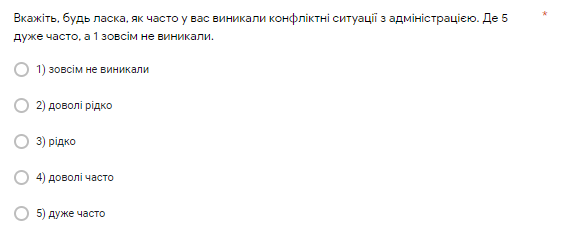 Вкажіть, будь ласка, як часто у вас виникали конфліктні ситуації з адміністрацією. Де 5 *
дуже часто, а 1 зовсім не виникали.
1) зовсім не виникали
2) доволі рідко
3) рідко
4) доволі часто
5) дуже часто